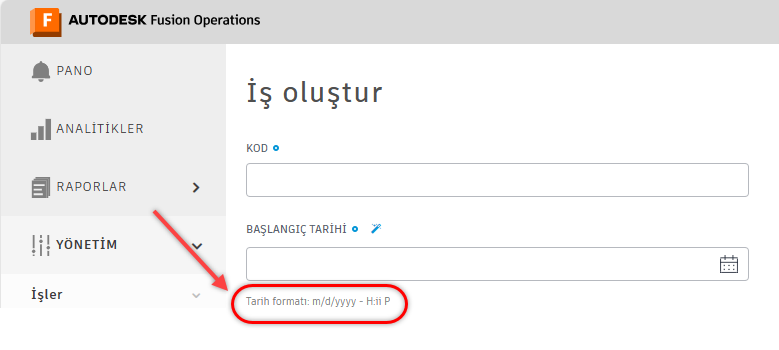 F AUTODESK Fusion Operations
PANO
ANALİTİKLER
RAPORLAR
YÖNETİM
İşler
İş oluştur
KOD
BAŞLANGIÇ TARİHİ
Tarih formatı: m/d/yyyy - H:ii P